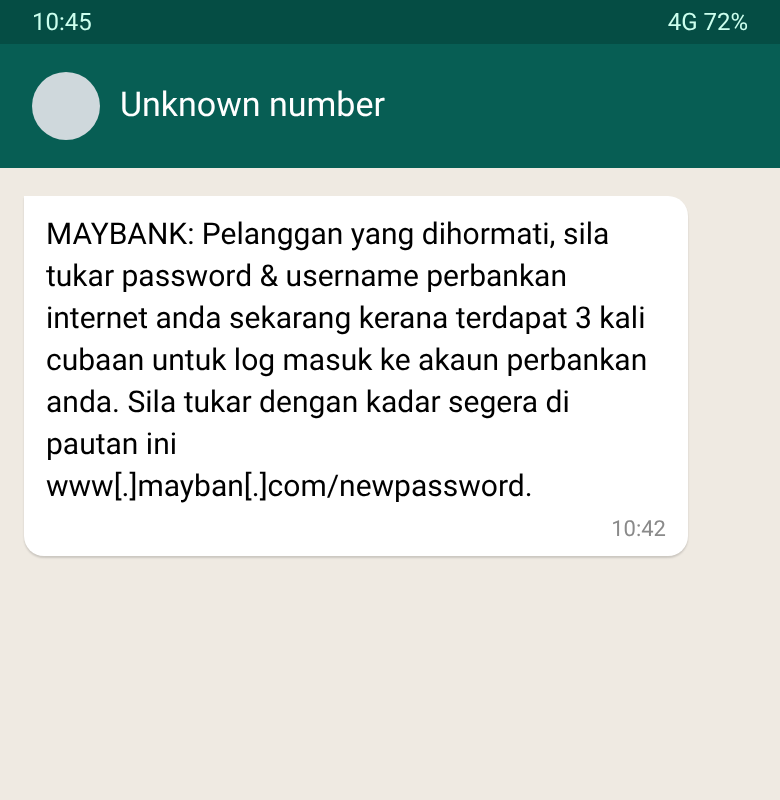 10:45
4G 72%
Unknown number
MAYBANK: Pelanggan yang dihormati, sila
tukar password & username perbankan
internet anda sekarang kerana terdapat 3 kali
cubaan untuk log masuk ke akaun perbankan
anda. Sila tukar dengan kadar segera di
pautan ini
www[.]mayban[.]com/newpassword.
10:42